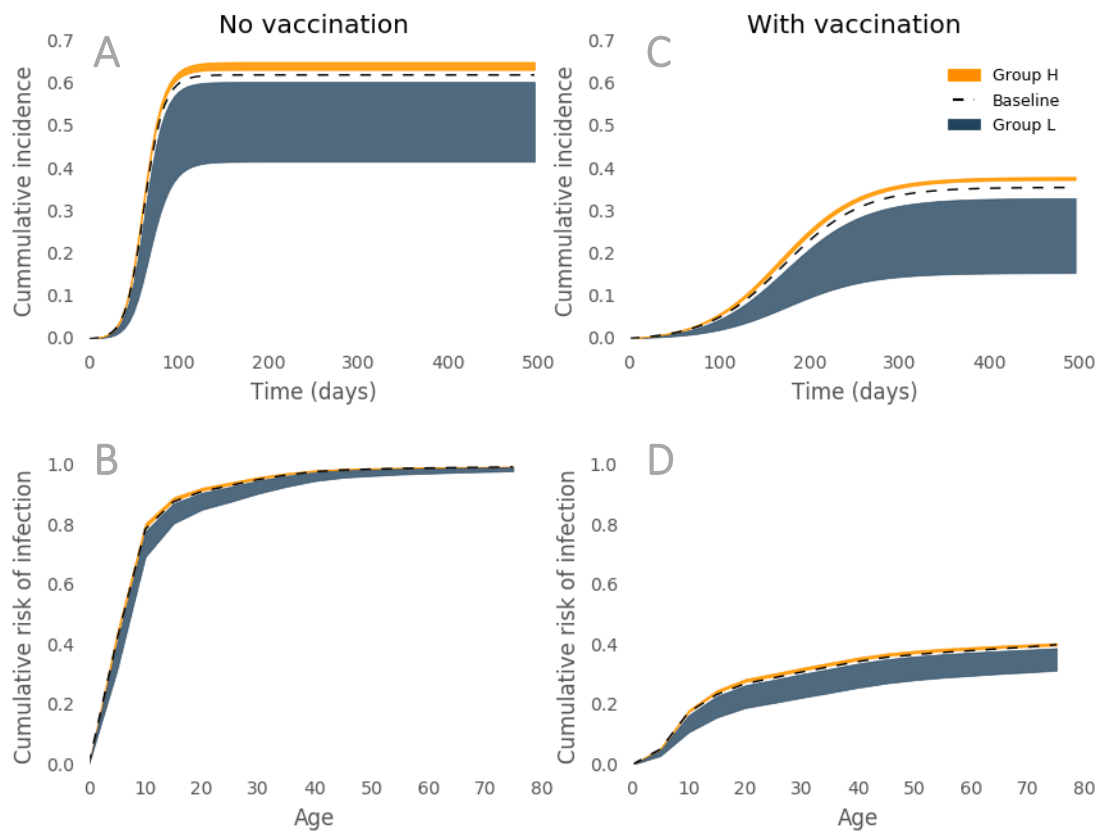 No vaccination
A
Cummulative incidence
0.7
0.6
0.5
0.4
0.3
0.2
0.1
0.0
0 100 200 300 400 500
Time (days)
With vaccination
C
Cummulative incidence
0.7
0.6
0.5
0.4
0.3
0.2
0.1
0.0
Group H
Baseline
Group L
0 100 200 300 400 500
Time (days)
B
Cumulative risk of infection
1.0
0.8
0.6
0.4
0.2
0.0
0 10 20 30 40 50 60 70 80
Age
D
Cumulative risk of infection
1.0
0.8
0.6
0.4
0.2
0.0
0 10 20 30 40 50 60 70 80
Age